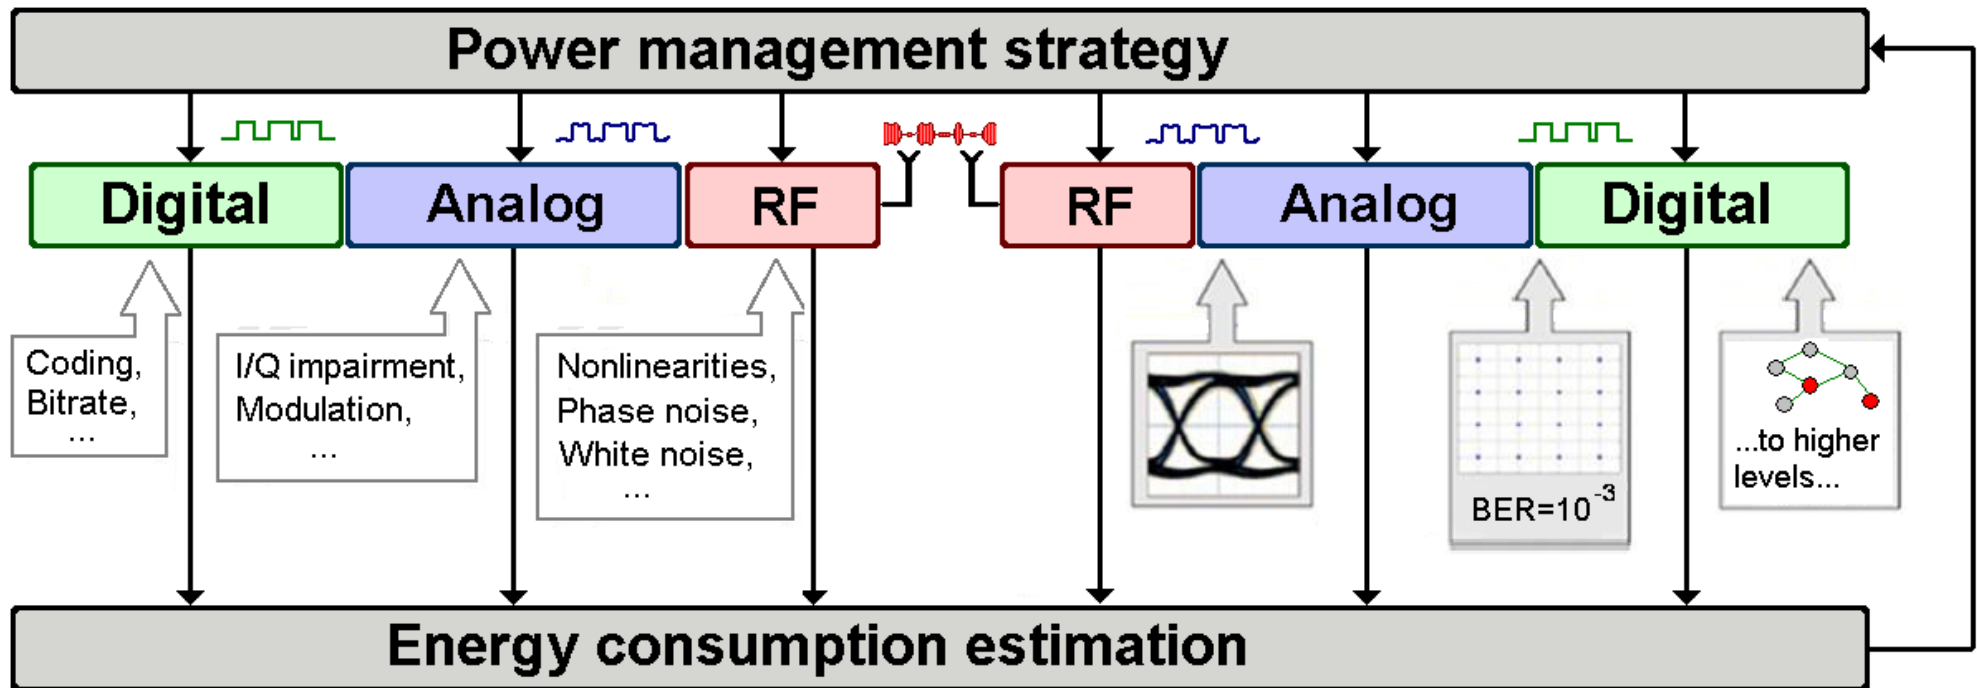 Power management strategy
Digital
Analog
RF
RF
Analog
Digital
Coding,
Bitrate,
...
I/Q impairment,
Modulation,
...
Nonlinearities,
Phase noise,
White noise,
...
BER=10⁻³
...to higher
levels...
Energy consumption estimation